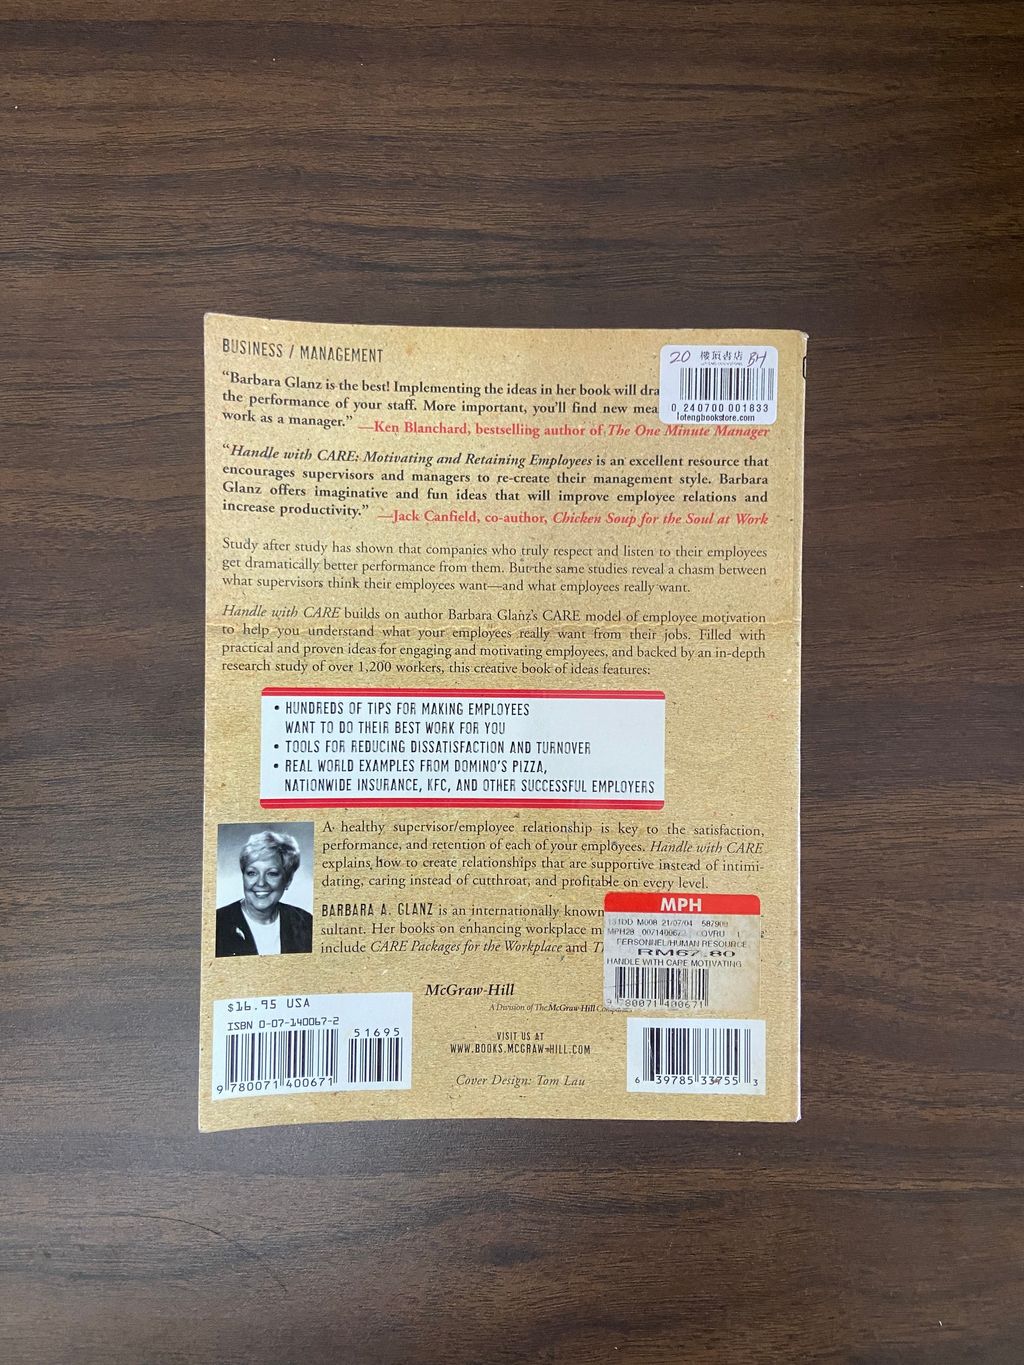 BUSINESS / MANAGEMENT
20 樓頂書店 BH
0 240700 001833
lotengbookstore.com
“Barbara Glanz is the best! Implementing the ideas in her book will
the performance of your staff. More important, you’ll find new
work as a manager.” —Ken Blanchard, bestselling author of The One Minute Manager
“Handle with CARE: Motivating and Retaining Employees is an excellent resource that
encourages supervisors and managers to re-create their management style. Barbara
Glanz offers imaginative and fun ideas that will improve employee relations and
increase productivity.” —Jack Canfield, co-author, Chicken Soup for the Soul at Work
Study after study has shown that companies who truly respect and listen to their employees
get dramatically better performance from them. But the same studies reveal a chasm between
what supervisors think their employees want—and what employees really want.
Handle with CARE builds on author Barbara Glanz’s CARE model of employee motivation
to help you understand what your employees really want from their jobs. Filled with
practical and proven ideas for engaging and motivating employees, and backed by an in-depth
research study of over 1,200 workers, this creative book of ideas features:
• HUNDREDS OF TIPS FOR MAKING EMPLOYEES
WANT TO DO THEIR BEST WORK FOR YOU
• TOOLS FOR REDUCING DISSATISFACTION AND TURNOVER
• REAL WORLD EXAMPLES FROM DOMINO’S PIZZA,
NATIONWIDE INSURANCE, KFC, AND OTHER SUCCESSFUL EMPLOYERS
A healthy supervisor/employee relationship is key to the satisfaction,
performance, and retention of each of your employees. Handle with CARE
explains how to create relationships that are supportive instead of intimi-
dating, caring instead of cutthroat, and profitable on every level.
BARBARA A. GLANZ is an internationally known
sultant. Her books on enhancing workplace
include CARE Packages for the Workplace and
MPH
M008 21/07/04
MPH28
PERSONNEL/HUMAN RESOURCE
RM67.80
HANDLE WITH CARE MOTIVATING
9 780071 400671
McGraw-Hill
A Division of The McGraw-Hill Companies
$16.95 USA
ISBN 0-07-140067-2
51695
9 780071 400671
VISIT US AT
WWW.BOOKS.MCGRAW-HILL.COM
Cover Design: Tom Lau
6 39785 33755 3